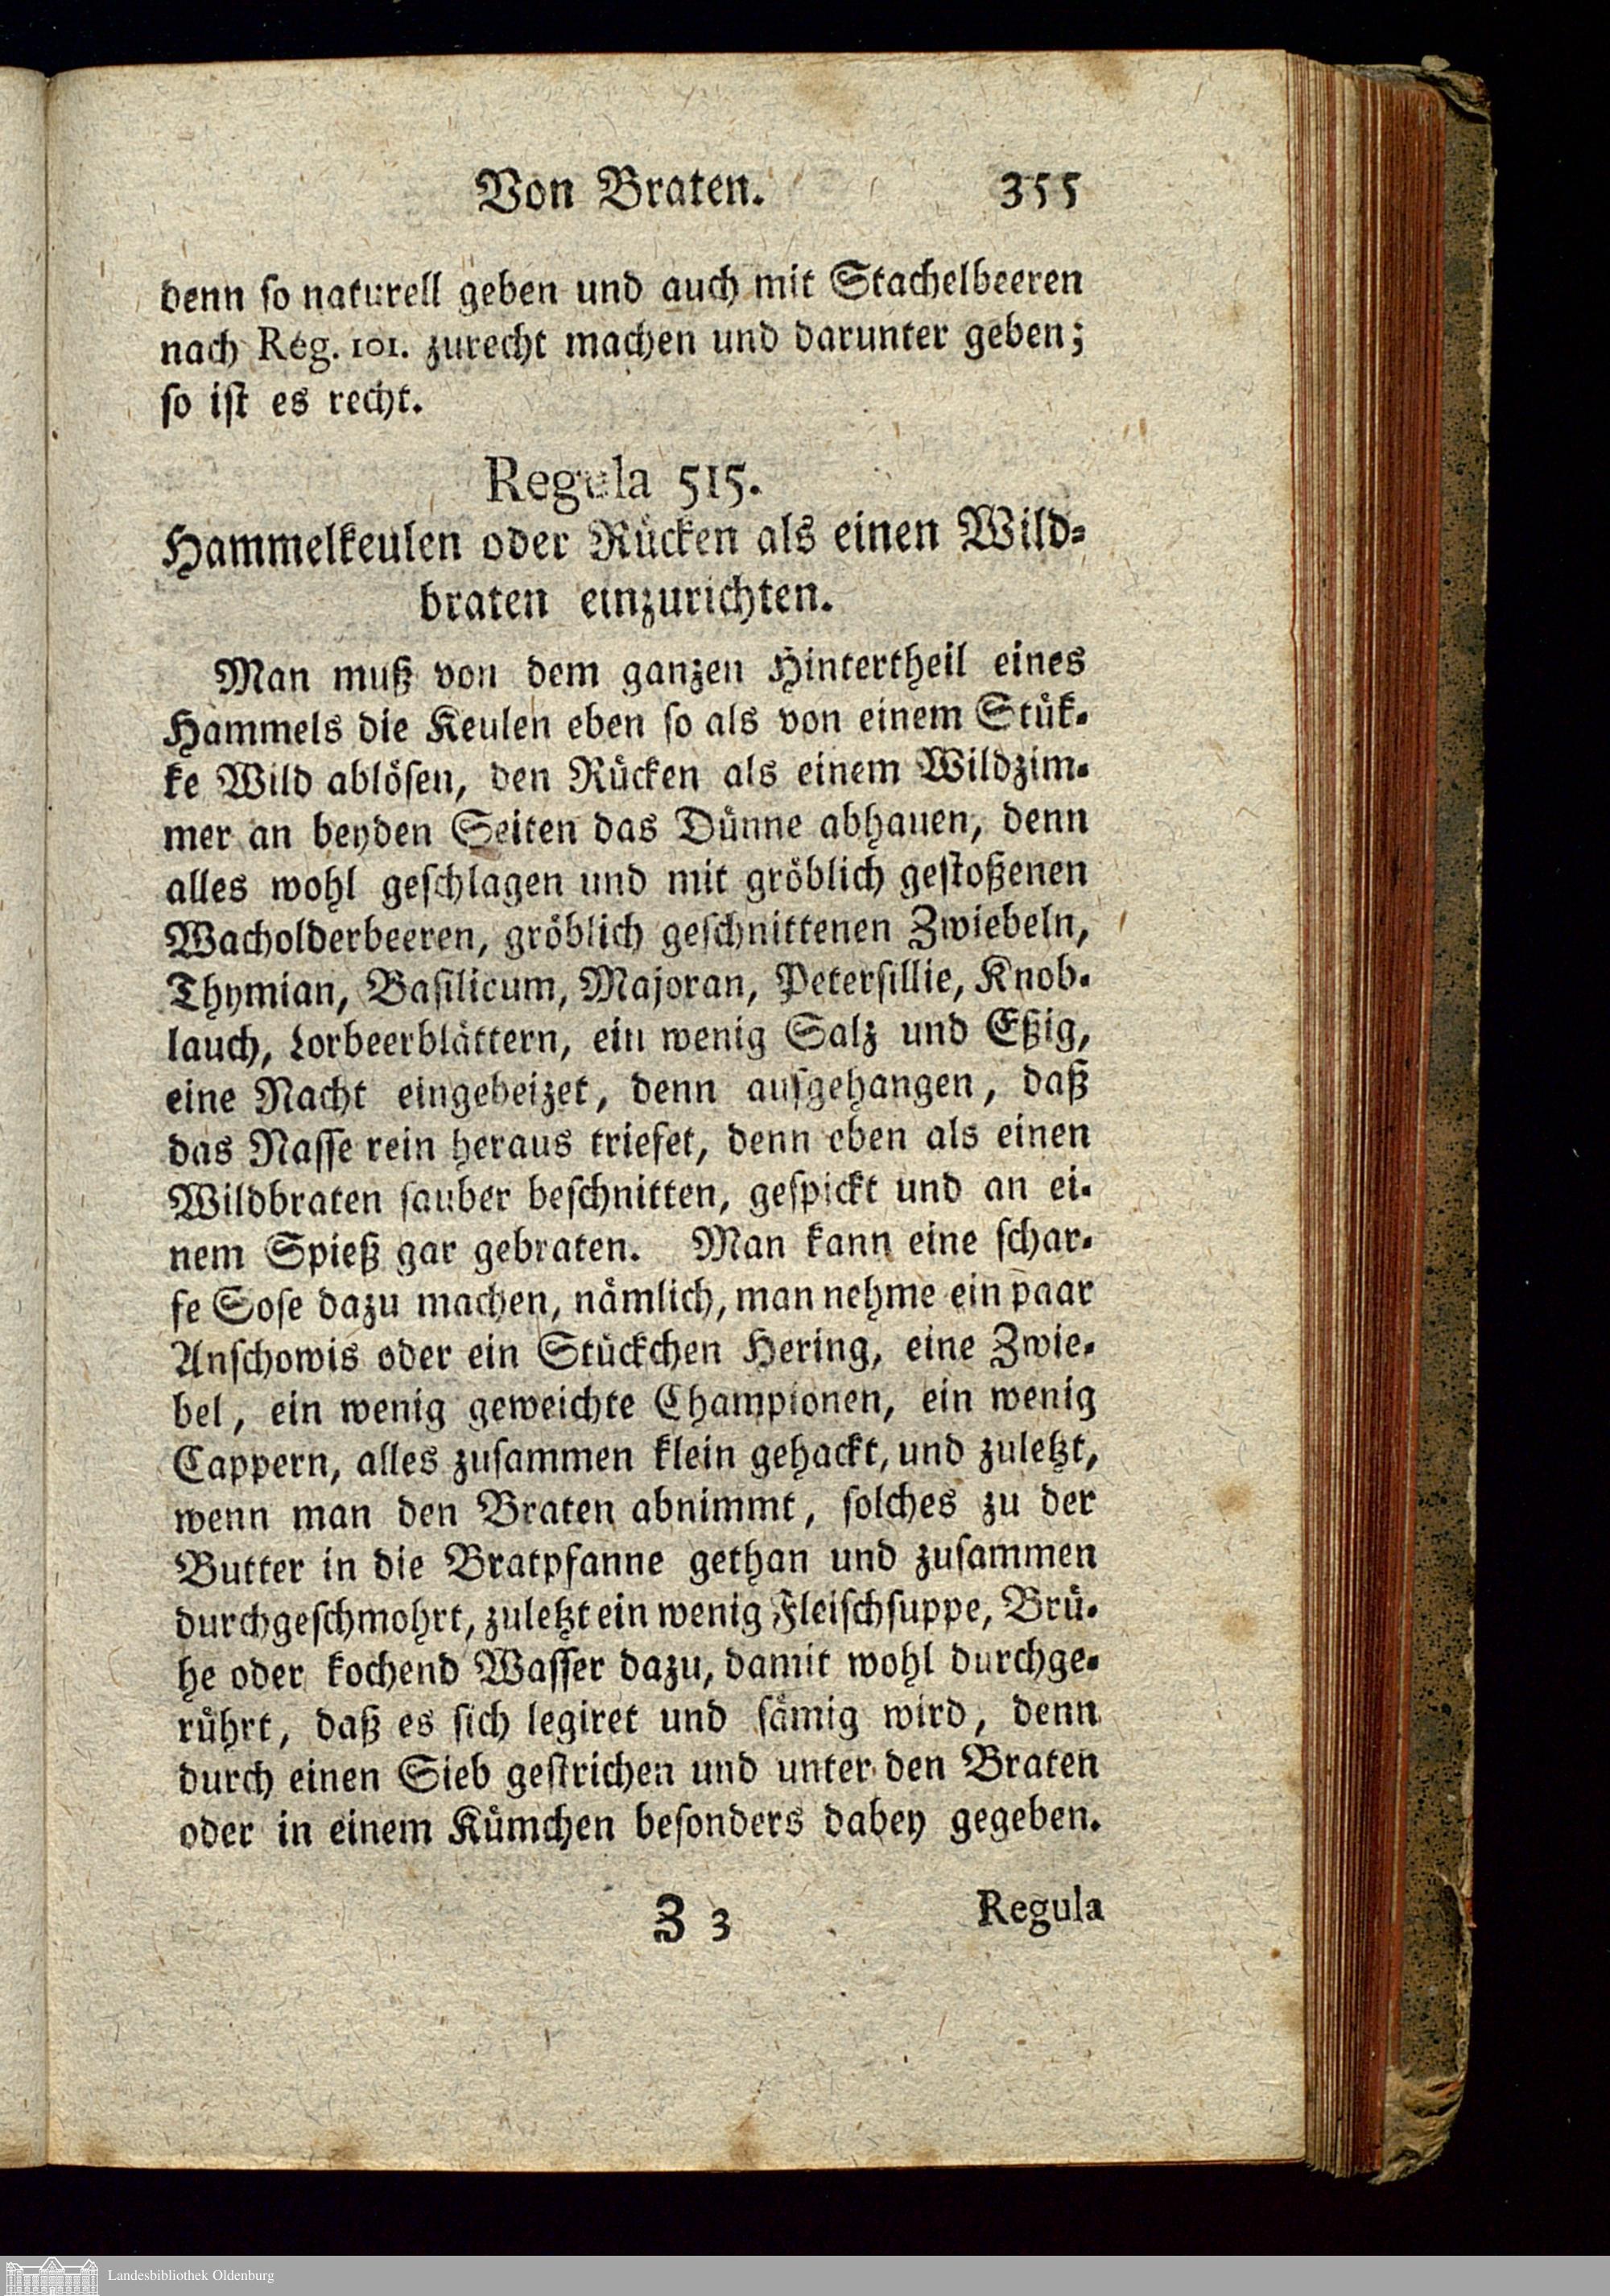 Von Braten. 355
denn so naturell geben und auch mit Stachelbeeren
nach Reg. 101. zurecht machen und darunter geben;
so ist es recht.
Regula 515.
Hammelkeulen oder Rücken als einen Wild-
braten einzurichten.
Man muß von dem ganzen Hintertheil eines
Hammels die Keulen eben so als von einem Stük-
ke Wild ablösen, den Rücken als einem Wildzim-
mer an beyden Seiten das Dünne abhauen, denn
alles wohl geschlagen und mit gröblich gestoßenen
Wacholderbeeren, gröblich geschnittenen Zwiebeln,
Thymian, Basilicum, Majoran, Petersillie, Knob-
lauch, Lorbeerblättern, ein wenig Salz und Eßig,
eine Nacht eingebeizet, denn aufgehangen, daß
das Nasse rein heraus triefet, denn eben als einen
Wildbraten sauber beschnitten, gespickt und an ei-
nem Spieß gar gebraten. Man kann eine schar-
fe Sose dazu machen, nämlich, man nehme ein paar
Anschowis oder ein Stückchen Hering, eine Zwie-
bel, ein wenig geweichte Championen, ein wenig
Cappern, alles zusammen klein gehackt, und zuletzt,
wenn man den Braten abnimmt, solches zu der
Butter in die Bratpfanne gethan und zusammen
durchgeschmohrt, zuletzt ein wenig Fleischsuppe, Brü-
he oder kochend Wasser dazu, damit wohl durchge-
rührt, daß es sich legiret und sämig wird, denn
durch einen Sieb gestrichen und unter den Braten
oder in einem Kümchen besonders dabey gegeben.
Z 3 Regula
Landesbibliothek Oldenburg